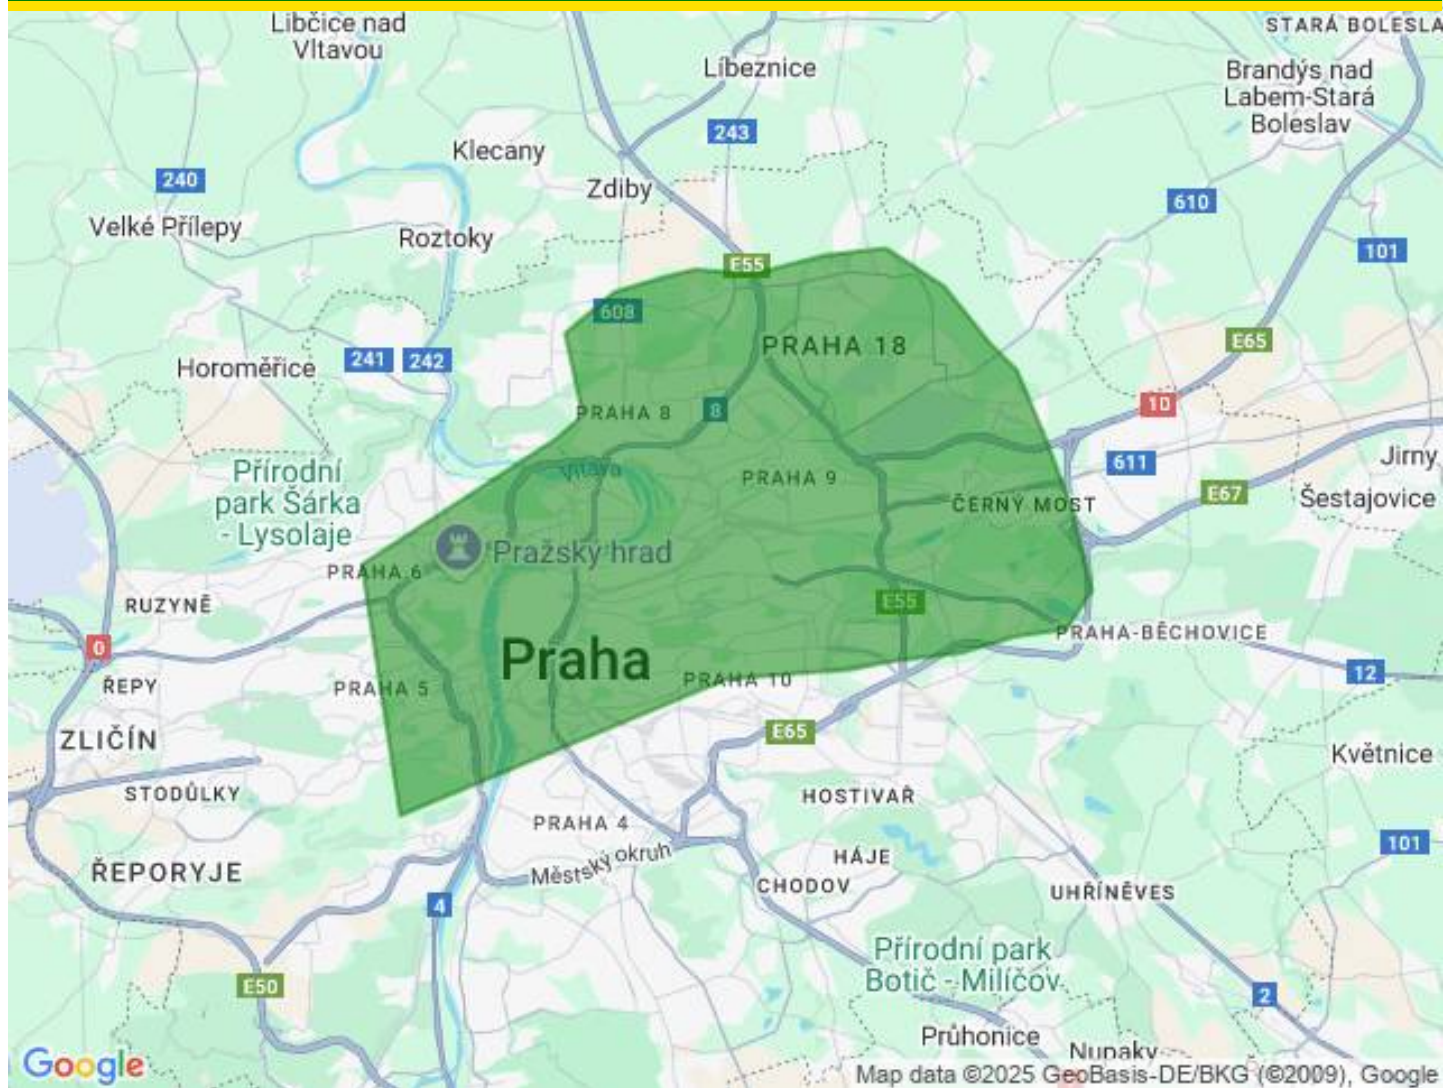 Libčice nad
Vltavou
STARÁ BOLESLA
Líbeznice
Brandýs nad
Labem-Stará
Boleslav
243
Klecany
240
Zdiby
610
Velké Přílepy
Roztoky
101
E55
608
E65
PRAHA 18
Horoměřice
241
242
10
PRAHA 8
8
Jirny
611
Přírodní
park Šárka
- Lysolaje
Vltava
PRAHA 9
E67
Šestajovice
ČERNÝ MOST
Pražský hrad
PRAHA 6
RUZYNĚ
E55
PRAHA-BĚCHOVICE
0
Praha
12
ŘEPY
PRAHA 5
PRAHA 10
ZLIČÍN
E65
Květnice
STODŮLKY
HOSTIVAŘ
PRAHA 4
101
Městský okruh
HÁJE
ŘEPORYJE
CHODOV
UHŘÍNĚVES
4
Přírodní park
Botič - Milíčov
E50
2
Průhonice
Nupaky
Google
Map data ©2025 GeoBasis-DE/BKG (©2009), Google